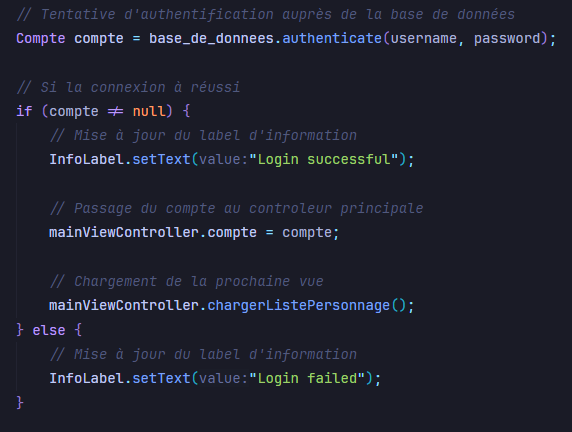 // Tentative d'authentification auprès de la base de données
Compte compte = base_de_donnees.authenticate(username, password);
// Si la connexion à réussi
if (compte ≠ null) {
// Mise à jour du label d'information
InfoLabel.setText(value:"Login successful");
// Passage du compte au controleur principale
mainViewController.compte = compte;
// Chargement de la prochaine vue
mainViewController.chargerListePersonnage();
} else {
// Mise à jour du label d'information
InfoLabel.setText(value:"Login failed");
}